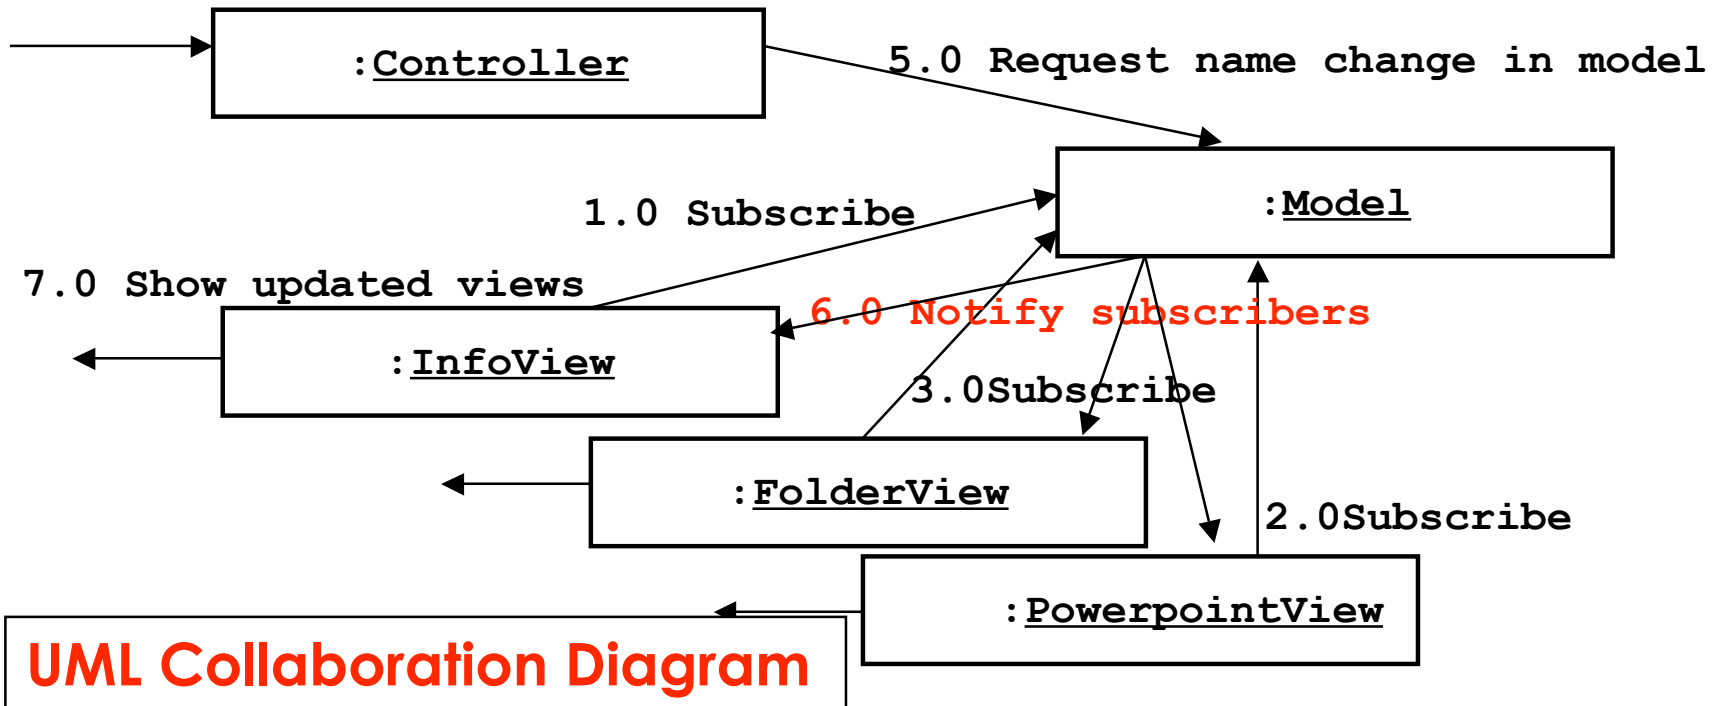 :Controller
5.0 Request name change in model
:Model
1.0 Subscribe
7.0 Show updated views
6.0 Notify subscribers
:InfoView
3.0Subscribe
:FolderView
2.0Subscribe
:PowerpointView
UML Collaboration Diagram